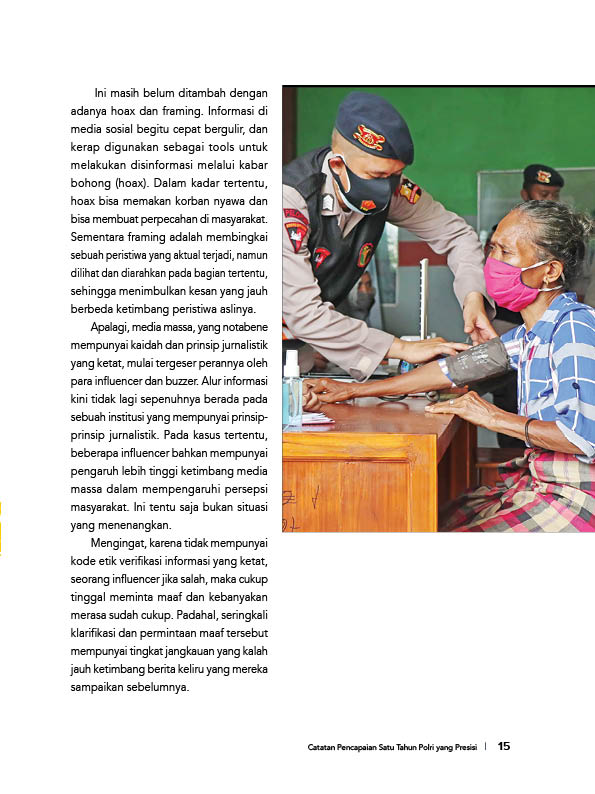 Ini masih belum ditambah dengan
adanya hoax dan framing. Informasi di
media sosial begitu cepat bergulir, dan
kerap digunakan sebagai tools untuk
melakukan disinformasi melalui kabar
bohong (hoax). Dalam kadar tertentu,
hoax bisa memakan korban nyawa dan
bisa membuat perpecahan di masyarakat.
Sementara framing adalah membingkai
sebuah peristiwa yang aktual terjadi, namun
dilihat dan diarahkan pada bagian tertentu,
sehingga menimbulkan kesan yang jauh
berbeda ketimbang peristiwa aslinya.
Apalagi, media massa, yang notabene
mempunyai kaidah dan prinsip jurnalistik
yang ketat, mulai tergeser perannya oleh
para influencer dan buzzer. Alur informasi
kini tidak lagi sepenuhnya berada pada
sebuah institusi yang mempunyai prinsip-
prinsip jurnalistik. Pada kasus tertentu,
beberapa influencer bahkan mempunyai
pengaruh lebih tinggi ketimbang media
massa dalam mempengaruhi persepsi
masyarakat. Ini tentu saja bukan situasi
yang menenangkan.
Mengingat, karena tidak mempunyai
kode etik verifikasi informasi yang ketat,
seorang influencer jika salah, maka cukup
tinggal meminta maaf dan kebanyakan
merasa sudah cukup. Padahal, seringkali
klarifikasi dan permintaan maaf tersebut
mempunyai tingkat jangkauan yang kalah
jauh ketimbang berita keliru yang mereka
sampaikan sebelumnya.
Catatan Pencapaian Satu Tahun Polri yang Presisi | 15